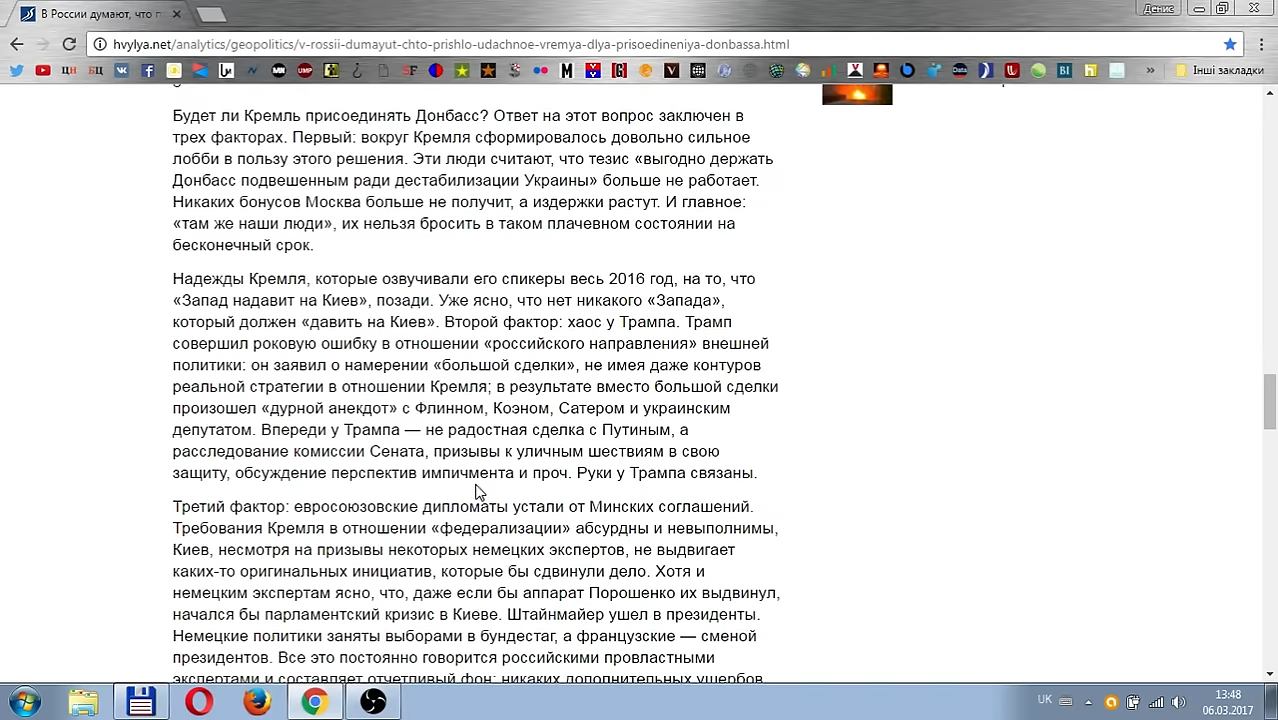 В России думают, что п
Денис
hvylya.net/analytics/geopolitics/v-rossii-dumayut-chto-prishlo-udachnoe-vremya-dlya-prisoedineniya-donbassa.html
Інші закладки
Будет ли Кремль присоединять Донбасс? Ответ на этот вопрос заключен в
трех факторах. Первый: вокруг Кремля сформировалось довольно сильное
лобби в пользу этого решения. Эти люди считают, что тезис «выгодно держать
Донбасс подвешенным ради дестабилизации Украины» больше не работает.
Никаких бонусов Москва больше не получит, а издержки растут. И главное:
«там же наши люди», их нельзя бросить в таком плачевном состоянии на
бесконечный срок.
Надежды Кремля, которые озвучивали его спикеры весь 2016 год, на то, что
«Запад надавит на Киев», позади. Уже ясно, что нет никакого «Запада»,
который должен «давить на Киев». Второй фактор: хаос у Трампа. Трамп
совершил роковую ошибку в отношении «российского направления» внешней
политики: он заявил о намерении «большой сделки», не имея даже контуров
реальной стратегии в отношении Кремля; в результате вместо большой сделки
произошел «дурной анекдот» с Флинном, Коэном, Сатером и украинским
депутатом. Впереди у Трампа — не радостная сделка с Путиным, а
расследование комиссии Сената, призывы к уличным шествиям в свою
защиту, обсуждение перспектив импичмента и проч. Руки у Трампа связаны.
Третий фактор: евросоюзовские дипломаты устали от Минских соглашений.
Требования Кремля в отношении «федерализации» абсурдны и невыполнимы,
Киев, несмотря на призывы некоторых немецких экспертов, не выдвигает
каких-то оригинальных инициатив, которые бы сдвинули дело. Хотя и
немецким экспертам ясно, что, даже если бы аппарат Порошенко их выдвинул,
начался бы парламентский кризис в Киеве. Штайнмайер ушел в президенты.
Немецкие политики заняты выборами в бундестаг, а французские — сменой
президентов. Все это постоянно говорится российскими провластными
экспертами и составляет отчетливый фон: никаких дополнительных ущербов
UK
13:48
06.03.2017